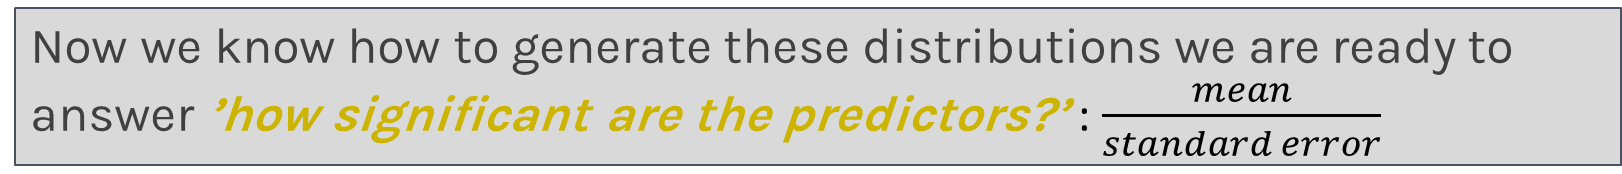 Now we know how to generate these distributions we are ready to
answer ’how significant are the predictors?’ : mean
standard error